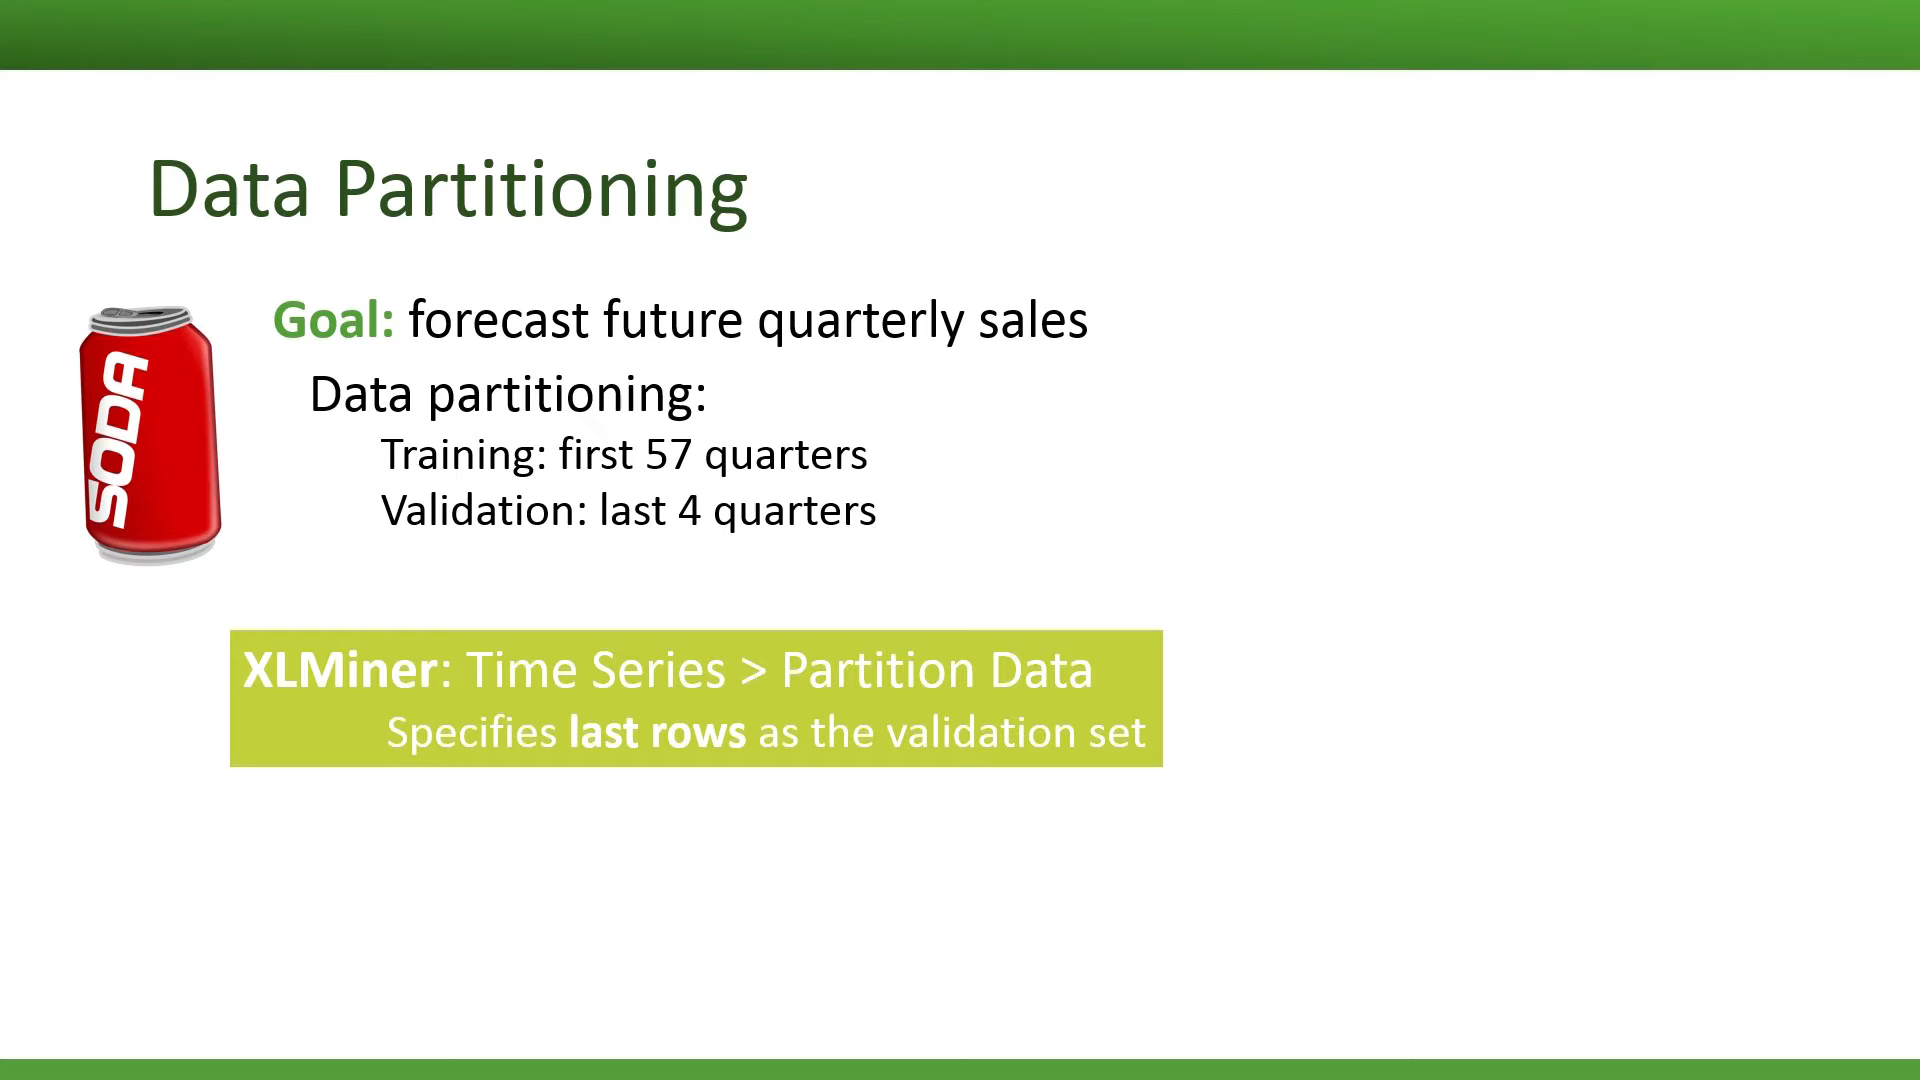 Data Partitioning
SODA
Goal: forecast future quarterly sales
Data partitioning:
Training: first 57 quarters
Validation: last 4 quarters
XLMiner: Time Series > Partition Data
Specifies last rows as the validation set